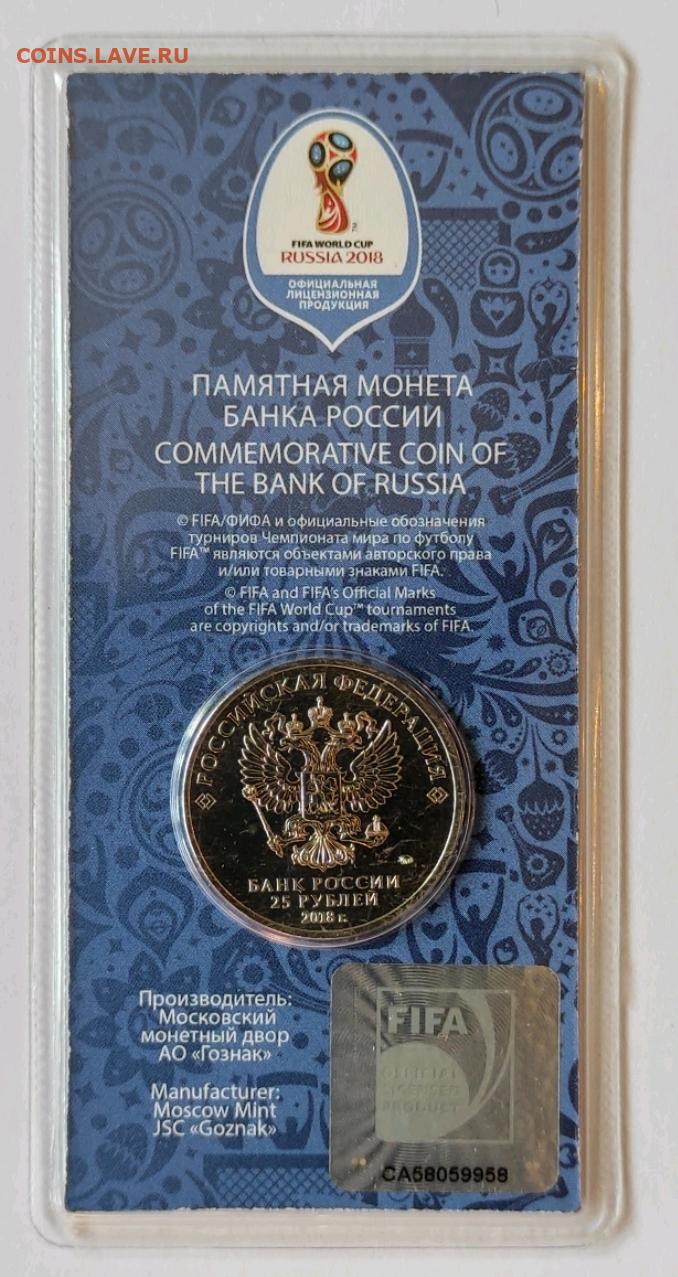 COINS.LAVE.RU
FIFA WORLD CUP
RUSSIA 2018
ОФИЦИАЛЬНАЯ
ЛИЦЕНЗИОННАЯ
ПРОДУКЦИЯ
ПАМЯТНАЯ МОНЕТА
БАНКА РОССИИ
COMMEMORATIVE COIN OF
THE BANK OF RUSSIA
© FIFA/ФИФА и официальные обозначения
турниров Чемпионата мира по футболу
FIFA™ являются объектами авторского права
и/или товарными знаками FIFA.
© FIFA and FIFA's Official Marks
of the FIFA World Cup™ tournaments
are copyrights and/or trademarks of FIFA.
РОССИЙСКАЯ ФЕДЕРАЦИЯ
БАНК РОССИИ
25 РУБЛЕЙ
2018 г.
Производитель:
Московский
монетный двор
АО «Гознак»
Manufacturer:
Moscow Mint
JSC «Goznak»
FIFA
OFFICIAL
LICENSED
PRODUCT
CA58059958